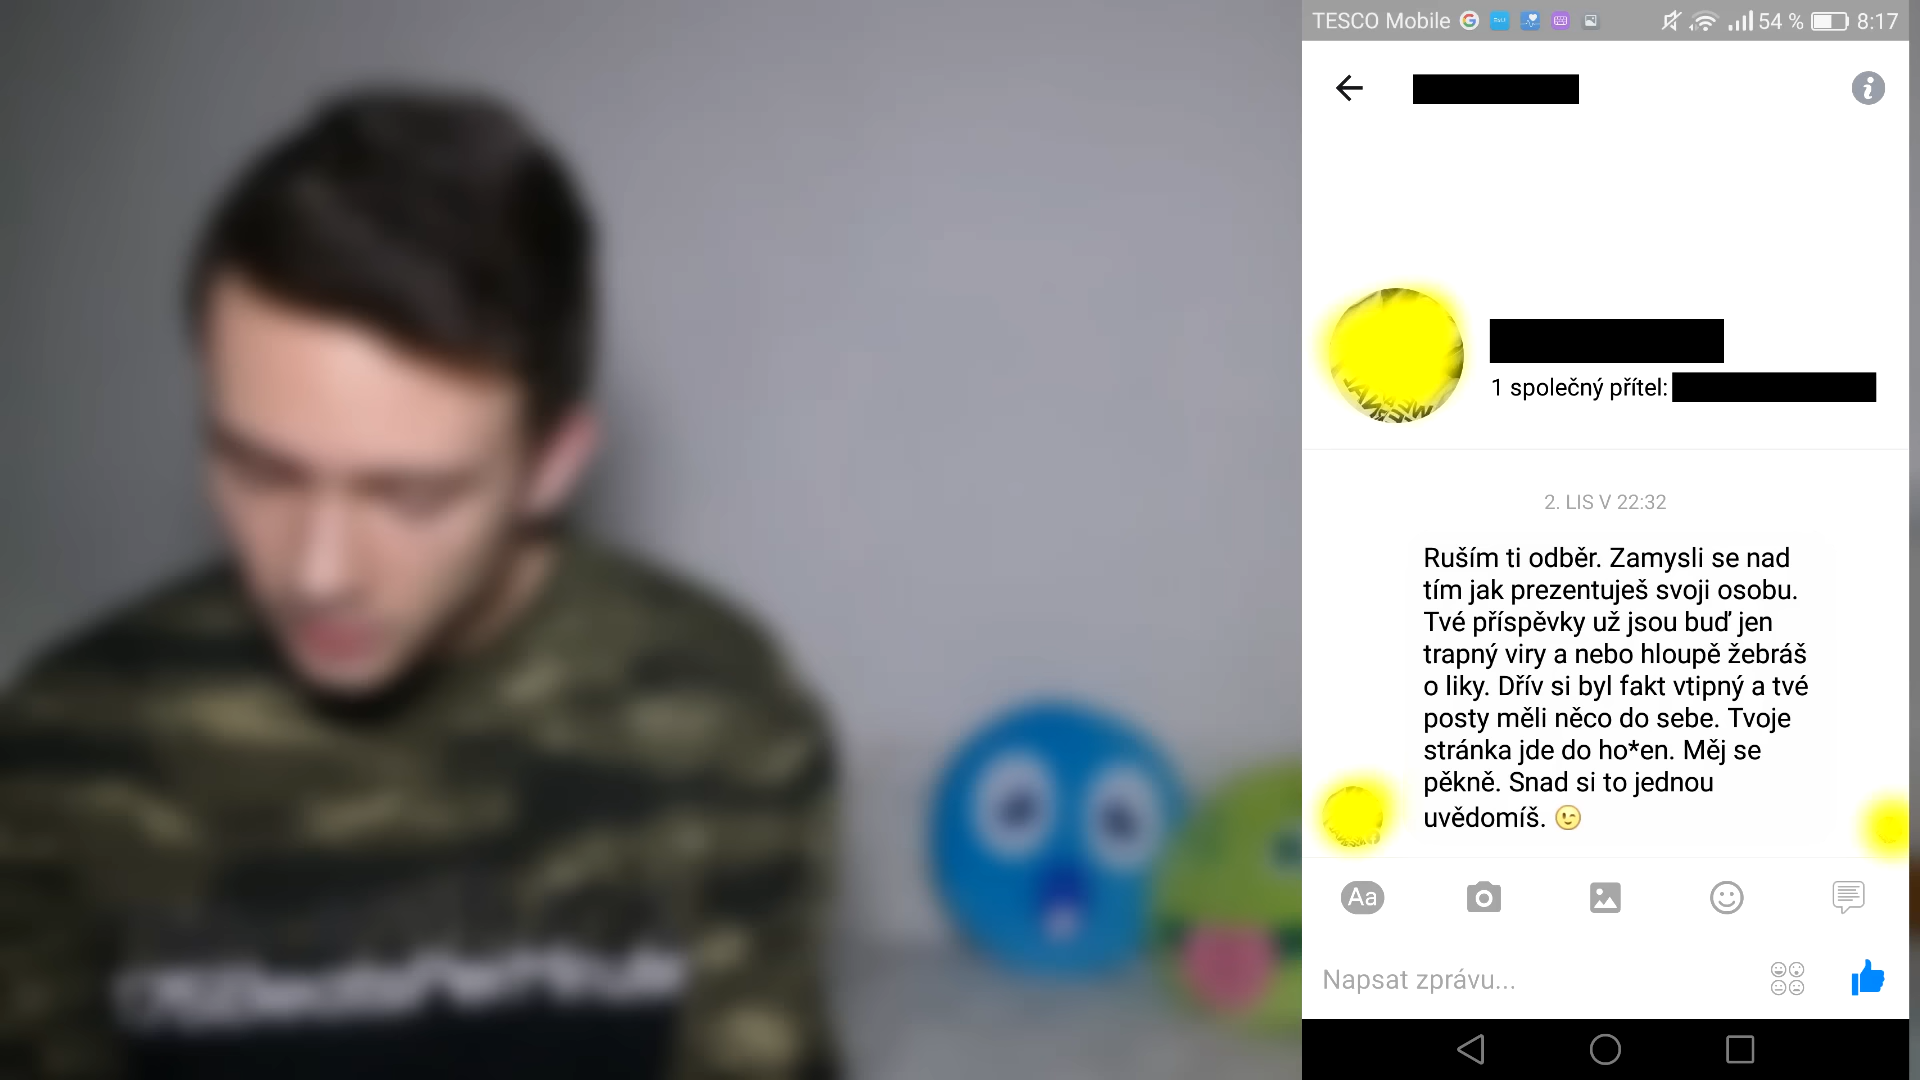 TESCO Mobile
54 %
8:17
1 společný přítel:
2. LIS V 22:32
Ruším ti odběr. Zamysli se nad
tím jak prezentuješ svoji osobu.
Tvé příspěvky už jsou buď jen
trapný viry a nebo hloupě žebráš
o liky. Dřív si byl fakt vtipný a tvé
posty měli něco do sebe. Tvoje
stránka jde do ho*en. Měj se
pěkně. Snad si to jednou
uvědomíš. 😉
Aa
Napsat zprávu...